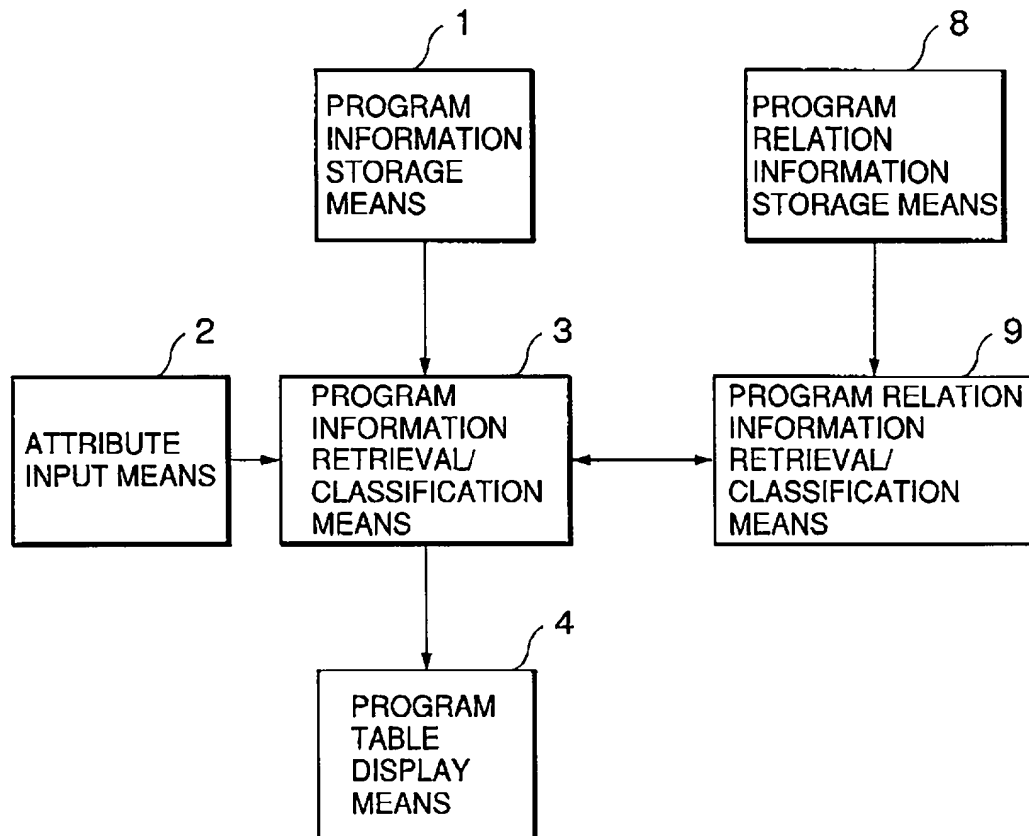 1
PROGRAM
INFORMATION
STORAGE
MEANS
8
PROGRAM
RELATION
INFORMATION
STORAGE MEANS
2
ATTRIBUTE
INPUT MEANS
3
PROGRAM
INFORMATION
RETRIEVAL/
CLASSIFICATION
MEANS
9
PROGRAM RELATION
INFORMATION
RETRIEVAL/
CLASSIFICATION
MEANS
4
PROGRAM
TABLE
DISPLAY
MEANS